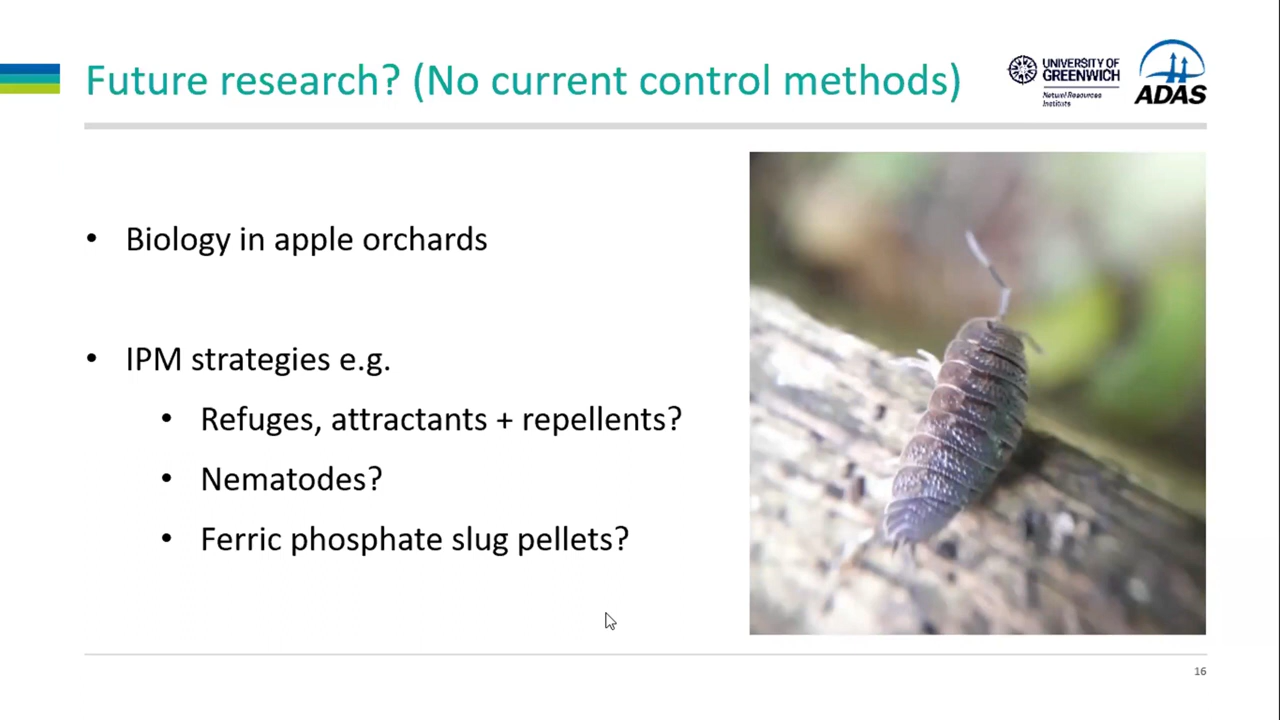 Future research? (No current control methods)
UNIVERSITY OF
GREENWICH
Natural Resources
Institute
ADAS
• Biology in apple orchards
• IPM strategies e.g.
• Refuges, attractants + repellents?
• Nematodes?
• Ferric phosphate slug pellets?
16